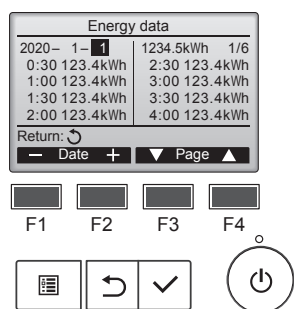 Energy data
2020– 1– 1 1234.5kWh 1/6
0:30 123.4kWh 2:30 123.4kWh
1:00 123.4kWh 3:00 123.4kWh
1:30 123.4kWh 3:30 123.4kWh
2:00 123.4kWh 4:00 123.4kWh
Return:
– Date + ▼ Page ▲
F1 F2 F3 F4